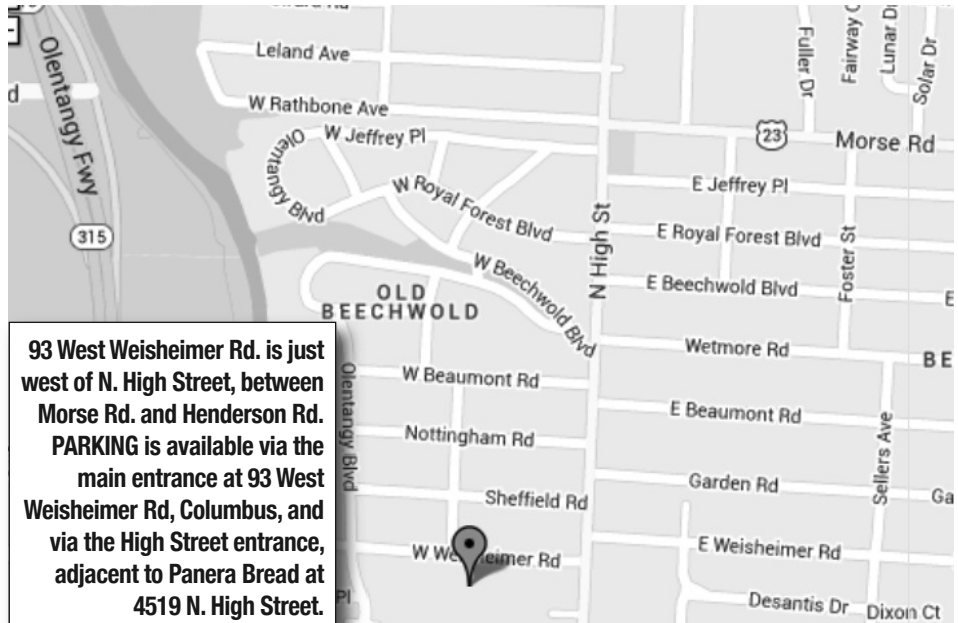 Leland Ave
W Rathbone Ave
W Jeffrey Pl
Olentangy Blvd
W Royal Forest Blvd
W Beechwold Blvd
Olentangy Fwy
315
d
OLD
BEECHWOLD
N High St
Fuller Dr
Fairway
Lunar Dr
Solar Dr
23
Morse Rd
E Jeffrey Pl
E Royal Forest Blvd
Foster St
E Beechwold Blvd
E
Wetmore Rd
BE
W Beaumont Rd
E Beaumont Rd
Olentangy Blvd
Nottingham Rd
Sellers Ave
Garden Rd
Ga
Sheffield Rd
E Weisheimer Rd
Desantis Dr
Dixon Ct
Pl
93 West Weisheimer Rd. is just
west of N. High Street, between
Morse Rd. and Henderson Rd.
PARKING is available via the
main entrance at 93 West
Weisheimer Rd, Columbus, and
via the High Street entrance,
adjacent to Panera Bread at
4519 N. High Street.